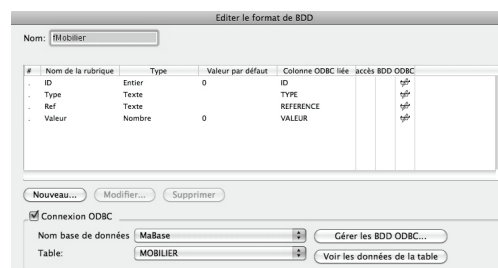 Editer le format de BDD
Nom: fMobilier
# Nom de la rubrique Type Valeur par défaut Colonne ODBC liée accès BDD ODBC
. ID Entier 0 ID
. Type Texte TYPE
. Ref Texte REFERENCE
. Valeur Nombre 0 VALEUR
Nouveau... Modifier... Supprimer
Connexion ODBC
Nom base de données MaBase Gérer les BDD ODBC...
Table: MOBILIER Voir les données de la table